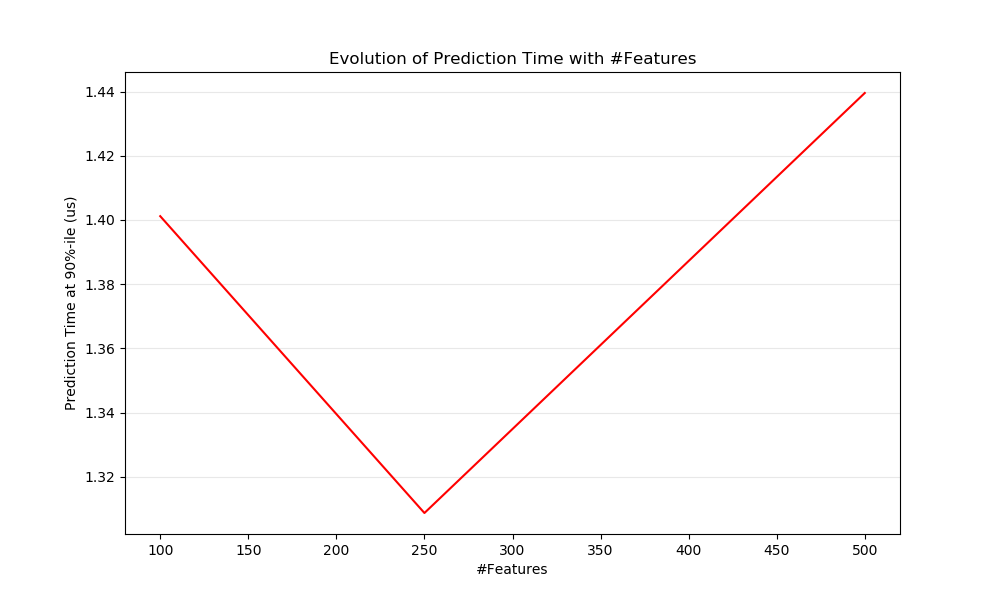 Evolution of Prediction Time with #Features
Prediction Time at 90%-ile (us)
1.44
1.42
1.40
1.38
1.36
1.34
1.32
100 150 200 250 300 350 400 450 500
#Features